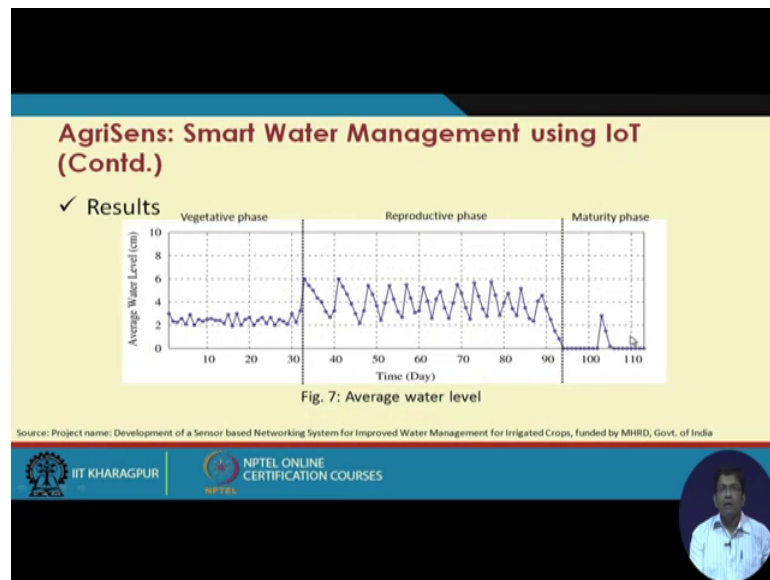 AgriSens: Smart Water Management using IoT
(Contd.)
✓ Results
Vegetative phase
Reproductive phase
Maturity phase
Average Water Level (cm)
10
8
6
4
2
0
10 20 30 40 50 60 70 80 90 100 110
Time (Day)
Fig. 7: Average water level
Source: Project name: Development of a Sensor based Networking System for Improved Water Management for Irrigated Crops, funded by MHRD, Govt. of India
IIT KHARAGPUR
NPTEL
NPTEL ONLINE
CERTIFICATION COURSES